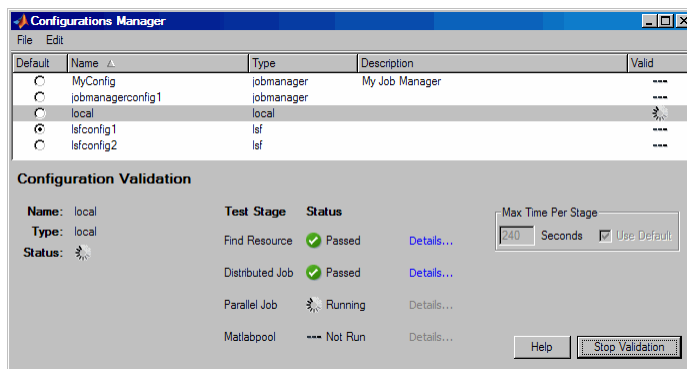 Configurations Manager
File Edit
Default Name Type Description Valid
MyConfig jobmanager My Job Manager ---
jobmanagerconfig1 jobmanager ---
local local
lsfconfig1 lsf ---
lsfconfig2 lsf ---
Configuration Validation
Name: local
Type: local
Status:
Test Stage Status
Find Resource Passed Details...
Distributed Job Passed Details...
Parallel Job Running Details...
Matlabpool --- Not Run Details...
Max Time Per Stage
240 Seconds Use Default
Help Stop Validation